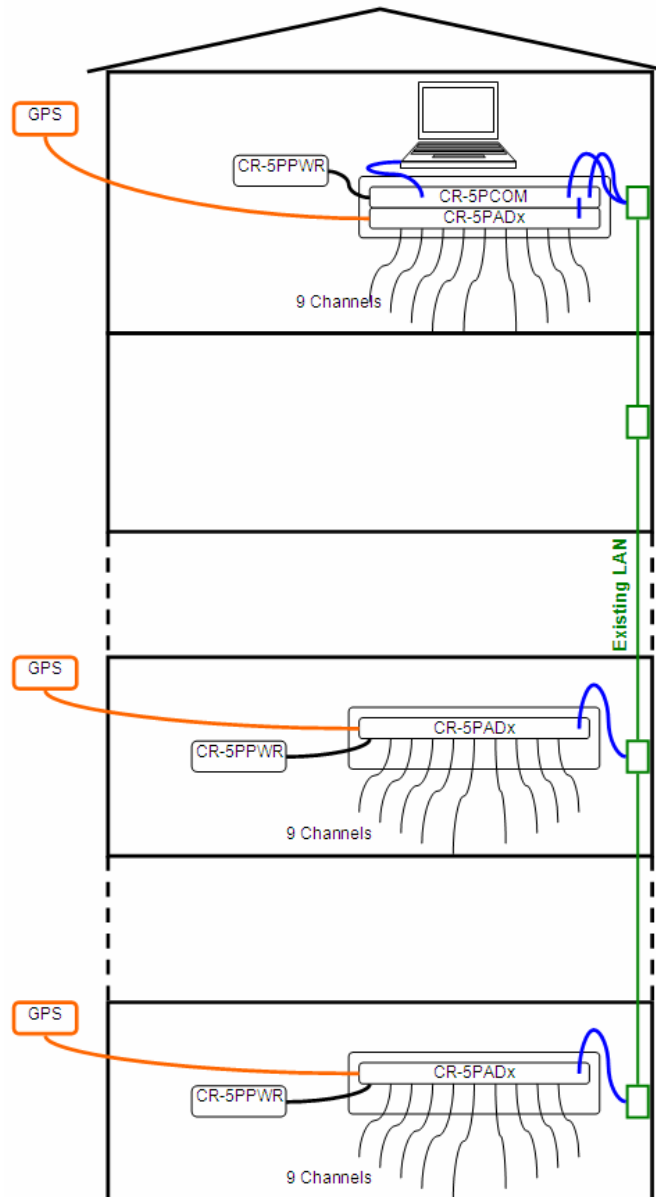 GPS
CR-5PPWR
CR-5PCOM
CR-5PADx
9 Channels
Existing LAN
GPS
CR-5PADx
CR-5PPWR
9 Channels
GPS
CR-5PADx
CR-5PPWR
9 Channels